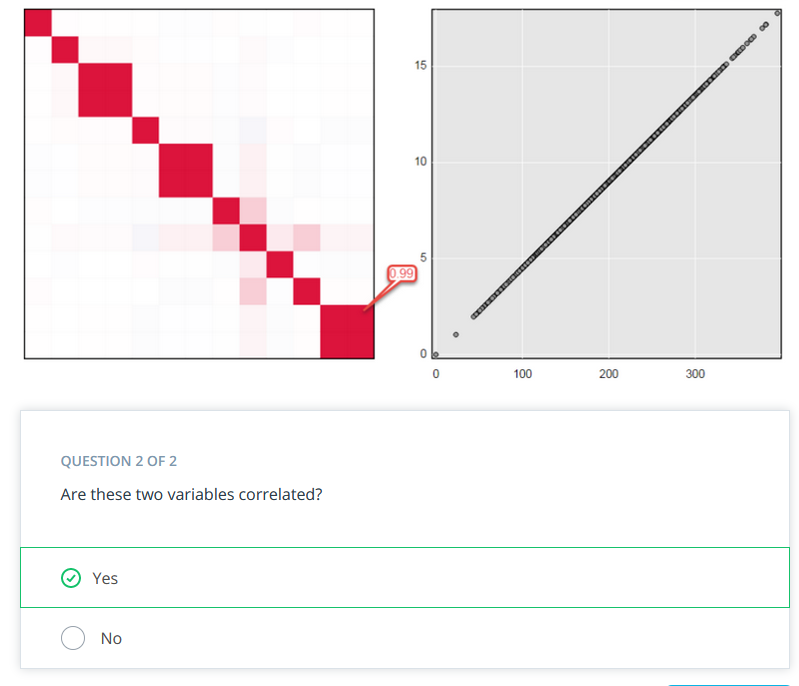 0.99
15
10
5
0
0 100 200 300
QUESTION 2 OF 2
Are these two variables correlated?
Yes
No